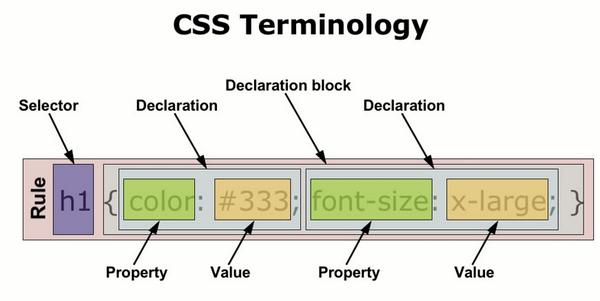 CSS Terminology
Declaration block
Selector Declaration Declaration
Rule h1 { color: #333; font-size: x-large; }
Property Value Property Value